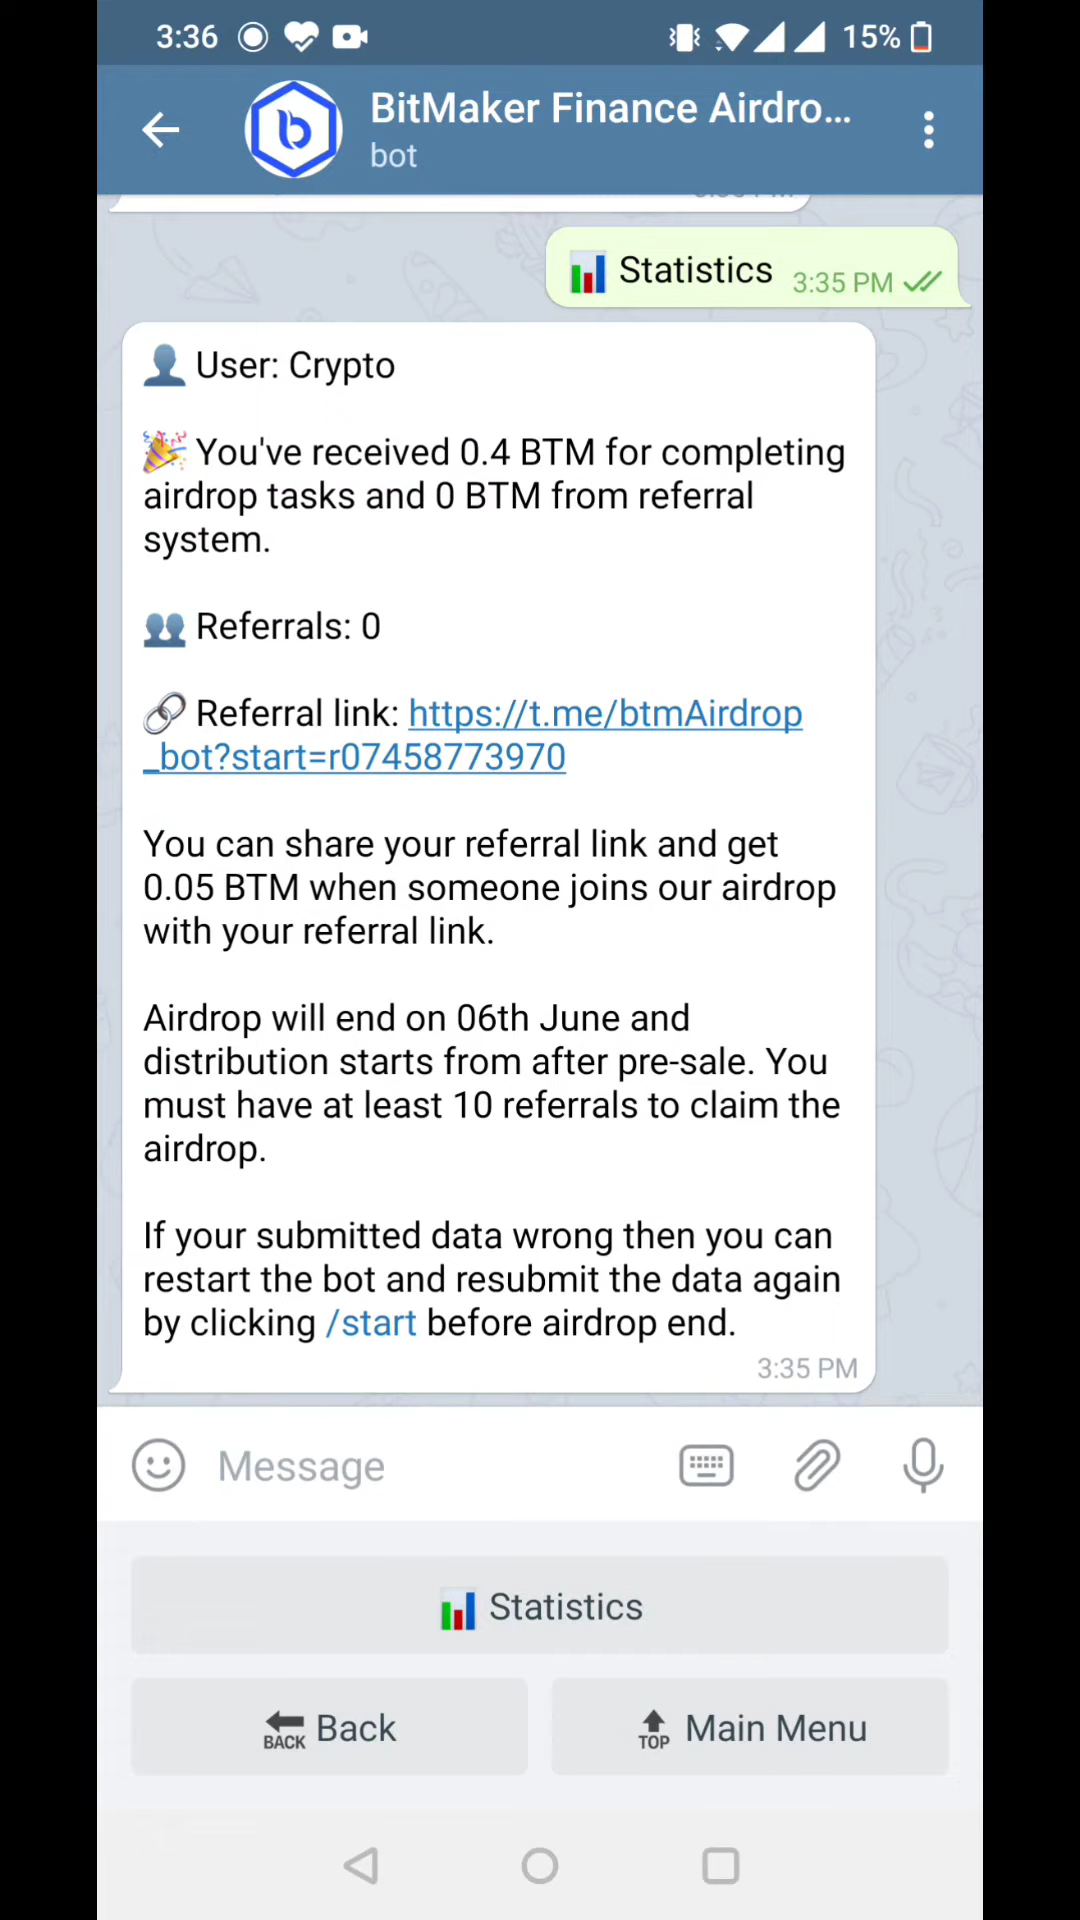 3:36
15%
BitMaker Finance Airdro...
bot
Statistics 3:35 PM
User: Crypto
You've received 0.4 BTM for completing
airdrop tasks and 0 BTM from referral
system.
Referrals: 0
Referral link: https://t.me/btmAirdrop
_bot?start=r07458773970
You can share your referral link and get
0.05 BTM when someone joins our airdrop
with your referral link.
Airdrop will end on 06th June and
distribution starts from after pre-sale. You
must have at least 10 referrals to claim the
airdrop.
If your submitted data wrong then you can
restart the bot and resubmit the data again
by clicking /start before airdrop end.
3:35 PM
Message
Statistics
BACK Back
TOP Main Menu